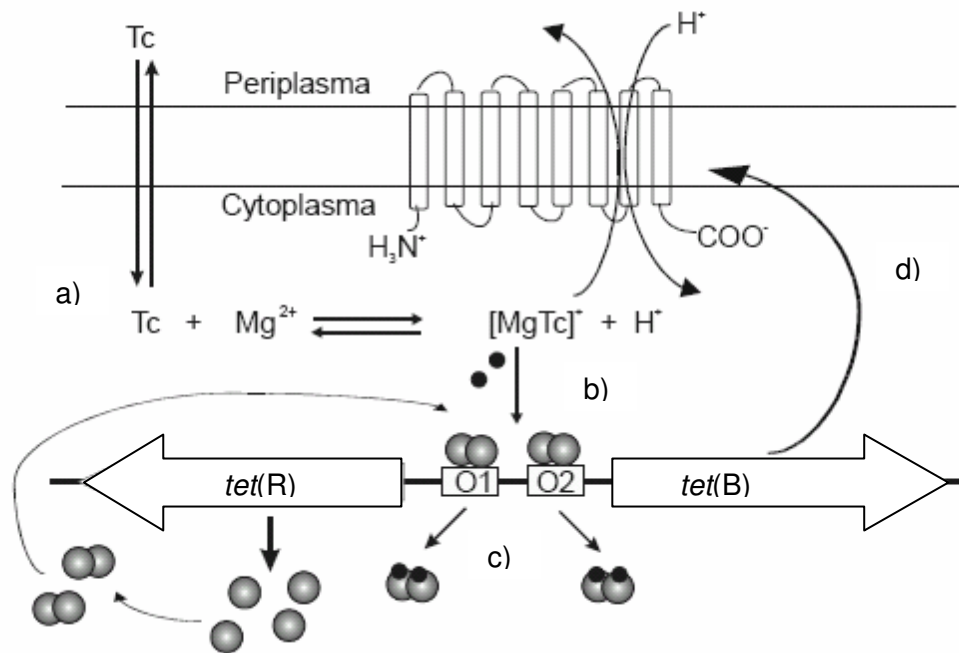 Tc
H⁺
Periplasma
Cytoplasma
H₃N⁺
COO⁻
a)
d)
Tc + Mg²⁺ [MgTc]⁺ + H⁺
b)
tet(R) O1 O2 tet(B)
c)